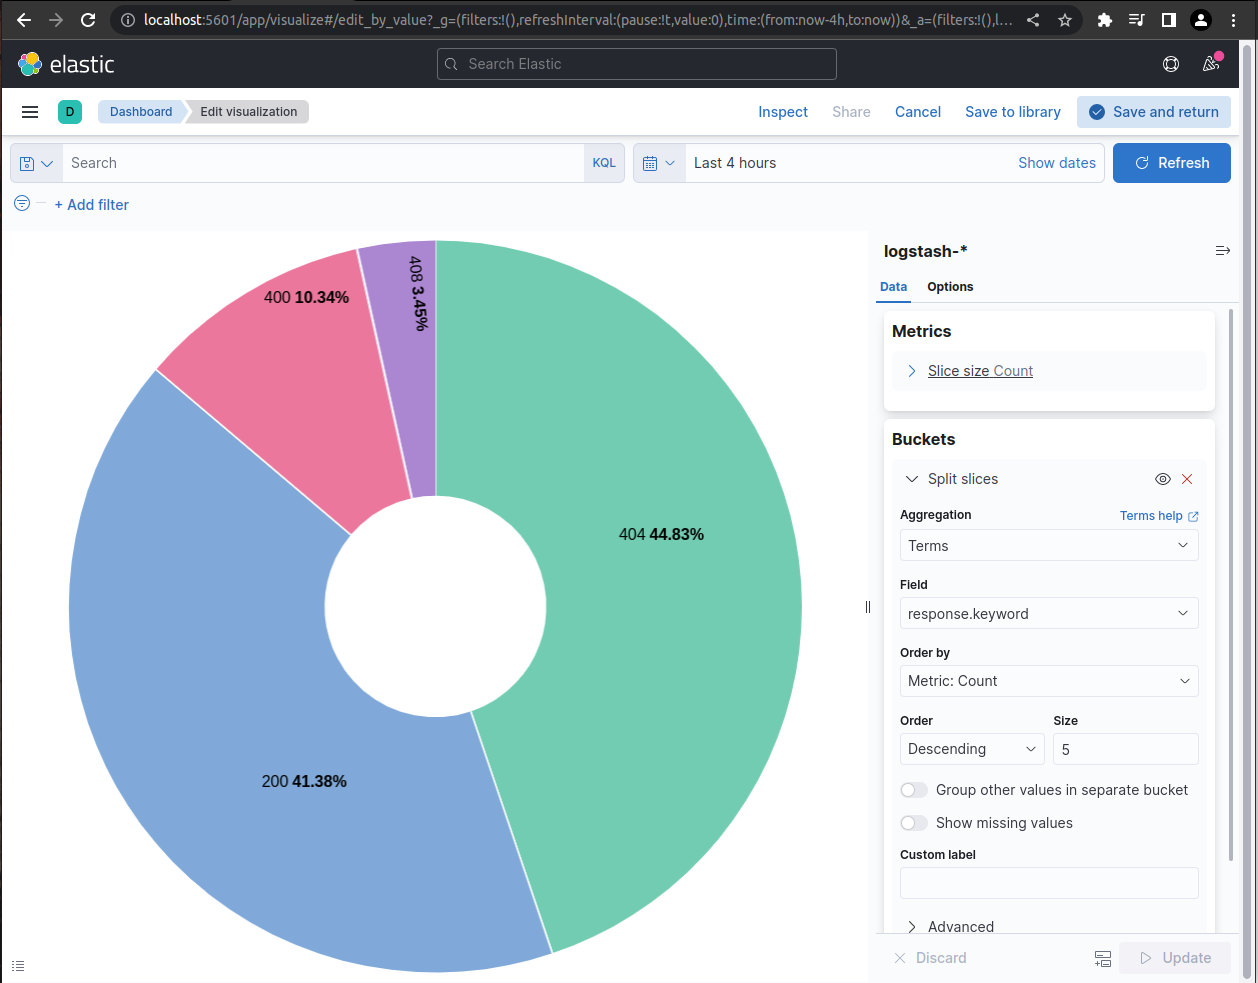 localhost:5601/app/visualize#/edit_by_value?_g=(filters:!(),refreshInterval:(pause:!t,value:0),time:(from:now-4h,to:now))&_a=(filters:!(),l...
elastic
Search Elastic
D
Dashboard
Edit visualization
Inspect
Share
Cancel
Save to library
Save and return
Search
KQL
Last 4 hours
Show dates
Refresh
+ Add filter
400 10.34%
408 3.45%
404 44.83%
200 41.38%
logstash-*
Data
Options
Metrics
Slice size Count
Buckets
Split slices
Aggregation
Terms help
Terms
Field
response.keyword
Order by
Metric: Count
Order
Size
Descending
5
Group other values in separate bucket
Show missing values
Custom label
Advanced
Discard
Update